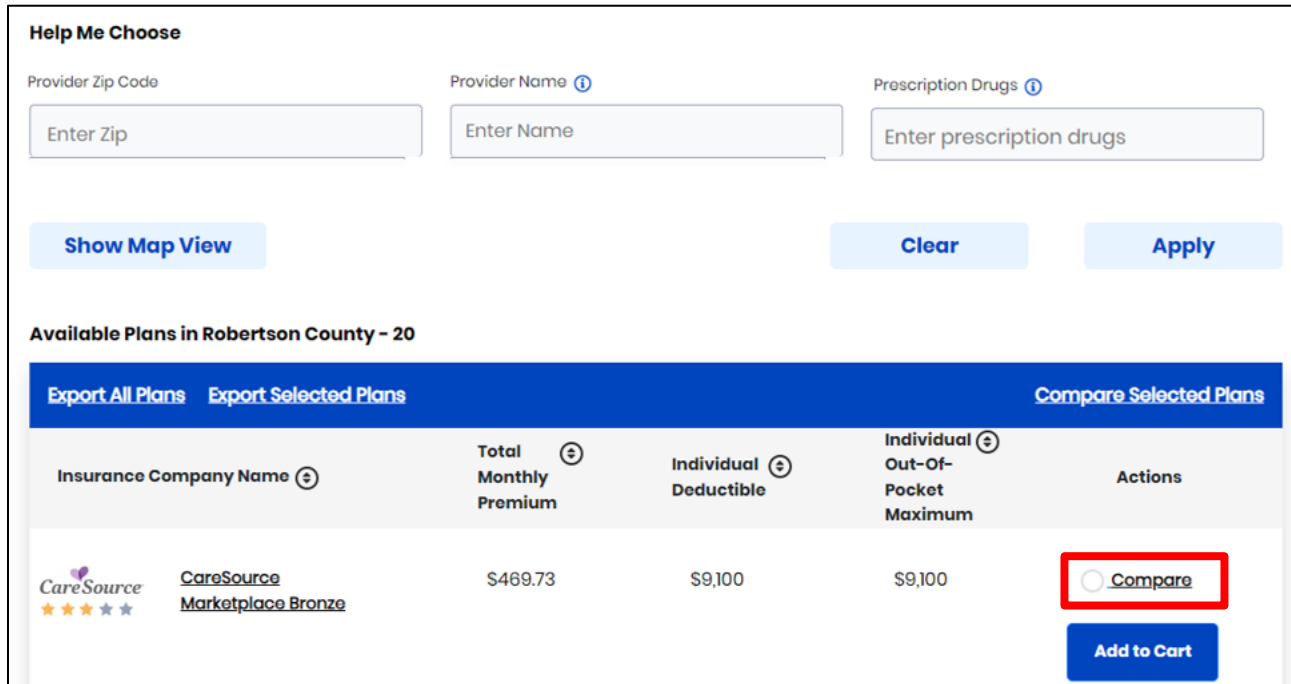 Help Me Choose
Provider Zip Code
Provider Name
Prescription Drugs
Enter Zip
Enter Name
Enter prescription drugs
Show Map View
Clear
Apply
Available Plans in Robertson County - 20
Export All Plans
Export Selected Plans
Compare Selected Plans
Insurance Company Name
Total
Monthly
Premium
Individual
Deductible
Individual
Out-Of-
Pocket
Maximum
Actions
CareSource
CareSource
Marketplace Bronze
$469.73
$9,100
$9,100
Compare
Add to Cart